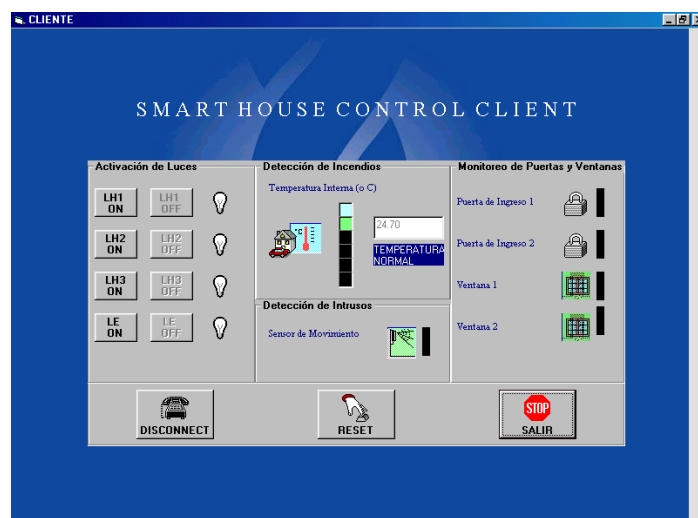 CLIENTE
SMART HOUSE CONTROL CLIENT
Activación de Luces
LH1 ON
LH1 OFF
LH2 ON
LH2 OFF
LH3 ON
LH3 OFF
LE ON
LE OFF
Detección de Incendios
Temperatura Interna (o C)
°C
24.70
TEMPERATURA
NORMAL
Detección de Intrusos
Sensor de Movimiento
Monitoreo de Puertas y Ventanas
Puerta de Ingreso 1
Puerta de Ingreso 2
Ventana 1
Ventana 2
DISCONNECT
RESET
STOP
SALIR